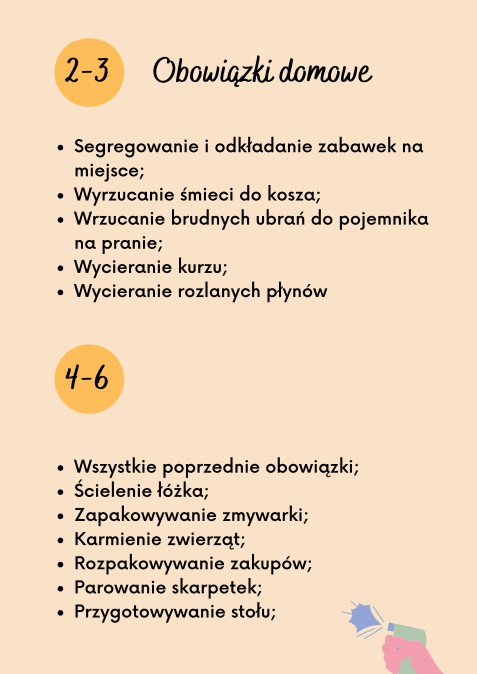 2-3 Obowiązki domowe
• Segregowanie i odkładanie zabawek na
miejsce;
• Wyrzucanie śmieci do kosza;
• Wrzucanie brudnych ubrań do pojemnika
na pranie;
• Wycieranie kurzu;
• Wycieranie rozlanych płynów
4-6
• Wszystkie poprzednie obowiązki;
• Ścielenie łóżka;
• Zapakowywanie zmywarki;
• Karmienie zwierząt;
• Rozpakowywanie zakupów;
• Parowanie skarpetek;
• Przygotowywanie stołu;